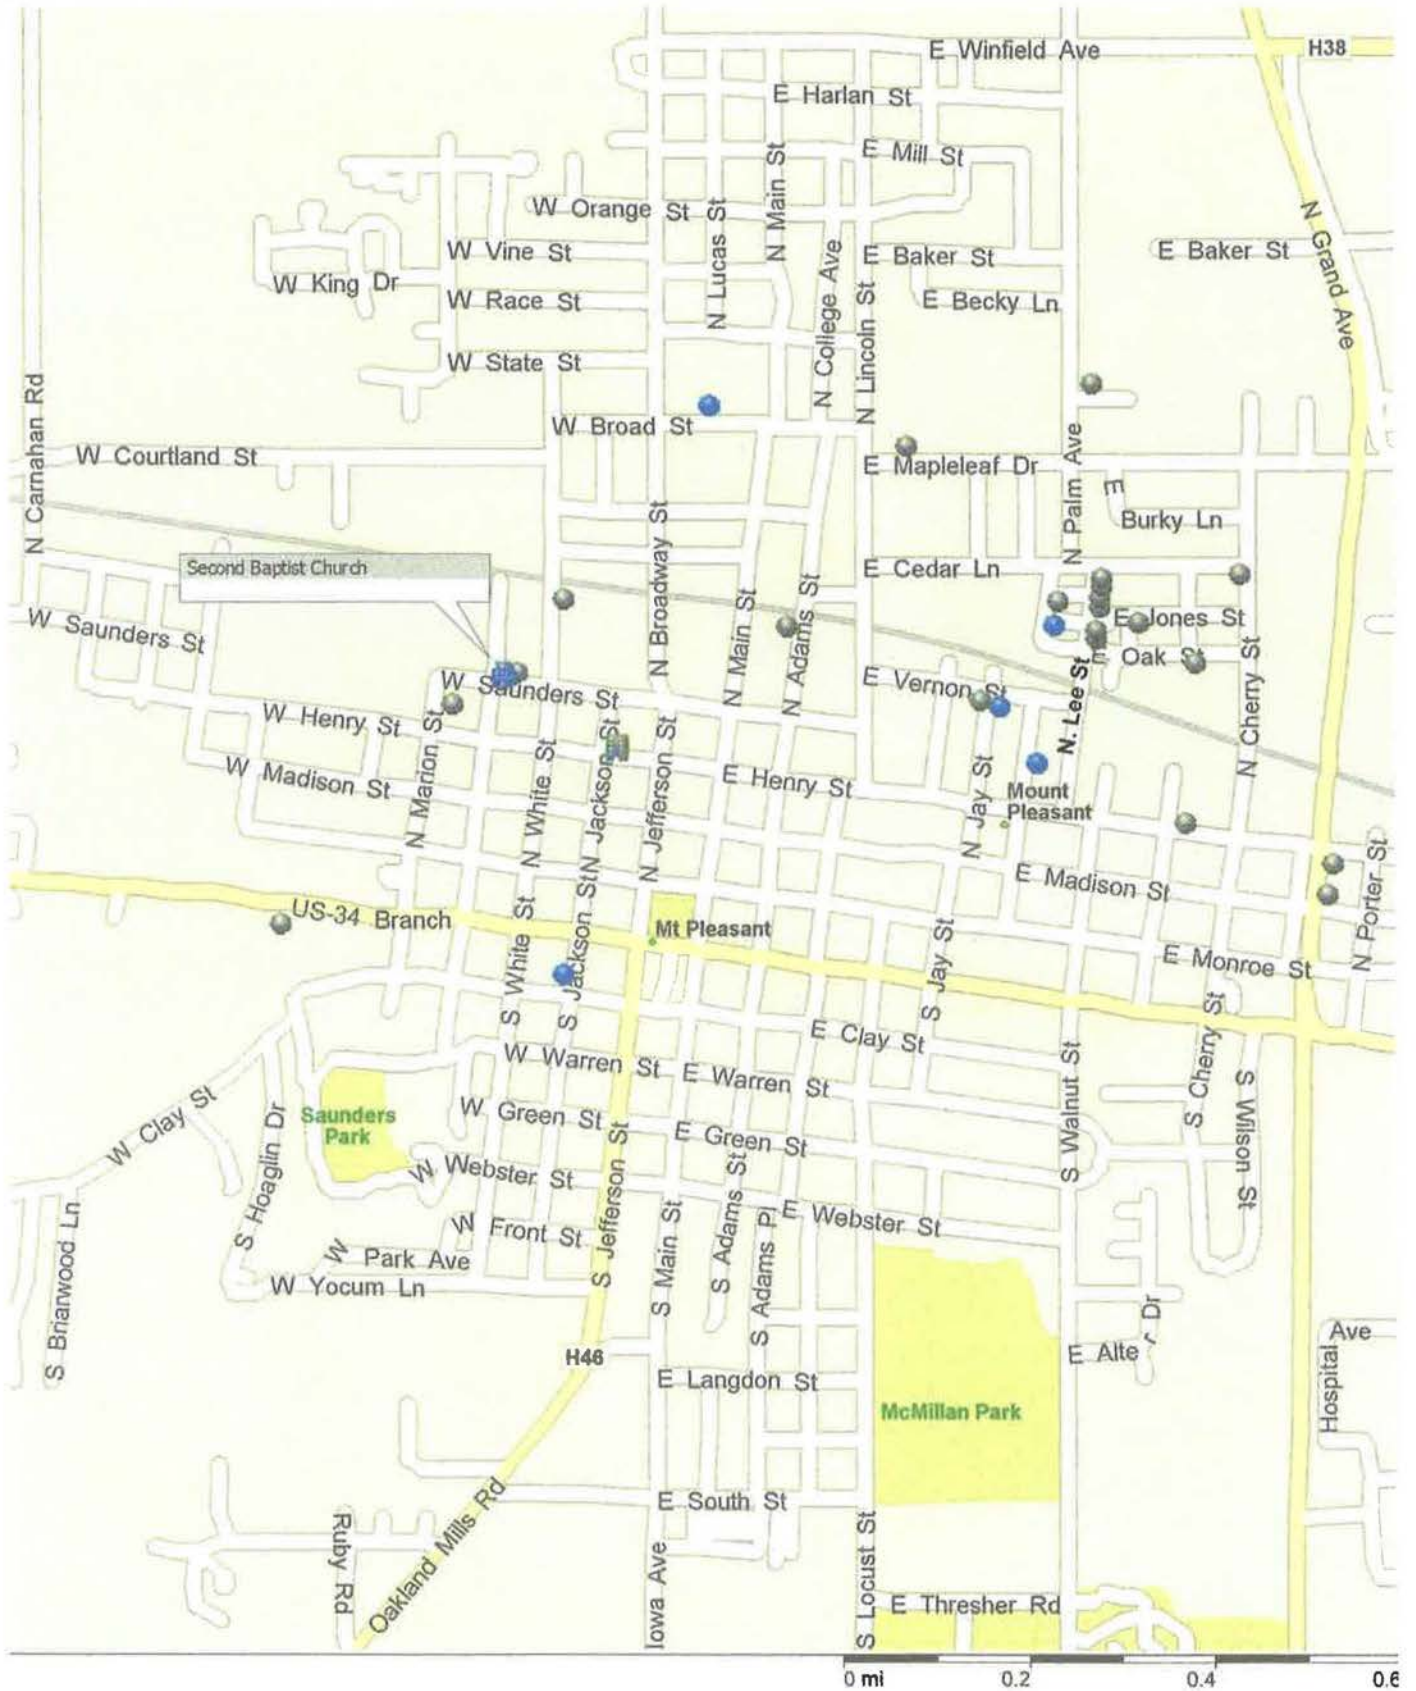 E Winfield Ave
H38
E Harlan St
E Mill St
N Main St
W Orange St
N Lucas St
N Grand Ave
W Vine St
E Baker St
E Baker St
N College Ave
W King Dr
W Race St
E Becky Ln
N Lincoln St
W State St
N Carnahan Rd
W Broad St
W Courtland St
E Mapleleaf Dr
N Palm Ave
E Burky Ln
N Broadway St
Second Baptist Church
E Cedar Ln
N Main St
N Adams St
W Saunders St
E Jones St
E Oak St
W Saunders St
E Vernon St
N. Lee St
N Cherry St
W Henry St
N Marion St
N White St
N Jackson St
N Jefferson St
W Madison St
E Henry St
N Jay St
Mount
Pleasant
N Porter St
E Madison St
US-34 Branch
Mt Pleasant
S White St
S Jackson St
S Jay St
E Monroe St
E Clay St
S Cherry St
W Warren St
E Warren St
S Walnut St
S Wilson St
W Clay St
S Hoaglin Dr
Saunders
Park
W Green St
E Green St
W Webster St
S Jefferson St
S Main St
S Adams St
S Adams Pl
E Webster St
W Front St
W Park Ave
W Yocum Ln
S Briarwood Ln
H46
E Alter Dr
Hospital
Ave
E Langdon St
McMillan Park
E South St
Ruby Rd
Oakland Mills Rd
Iowa Ave
S Locust St
E Thresher Rd
0 mi
0.2
0.4
0.6